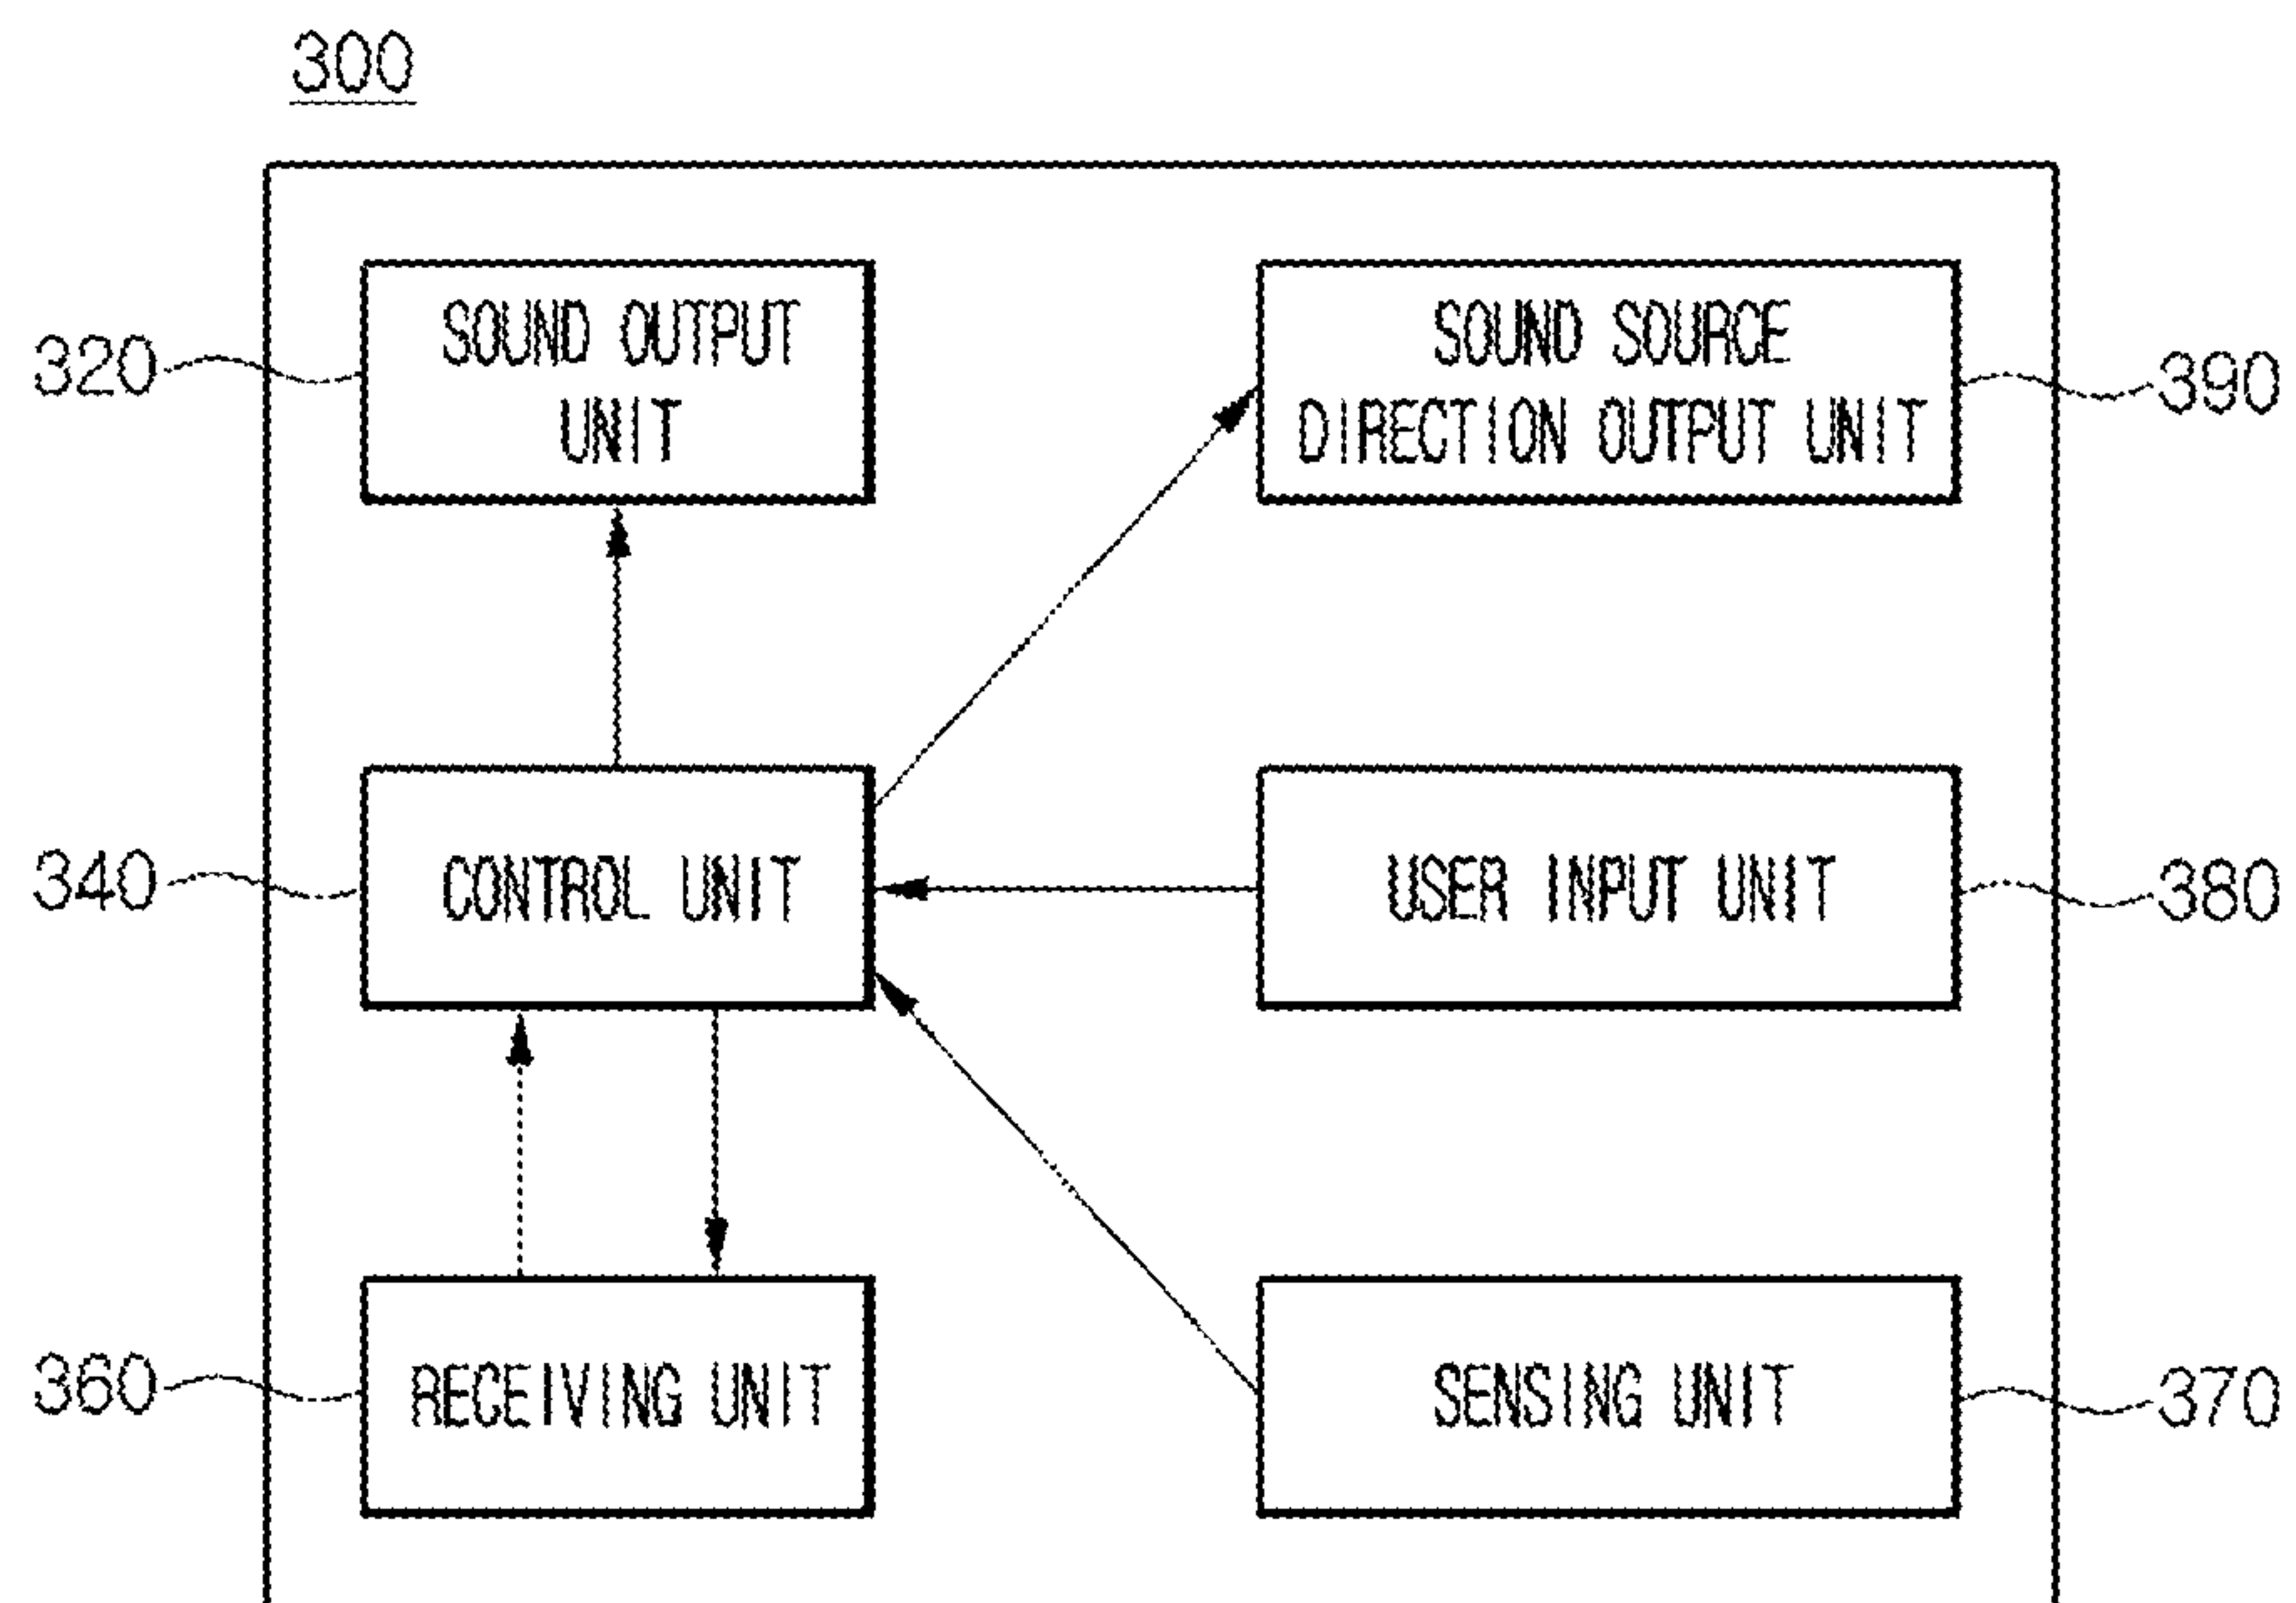 300
320
SOUND OUTPUT
UNIT
SOUND SOURCE
DIRECTION OUTPUT UNIT
390
340
CONTROL UNIT
USER INPUT UNIT
380
360
RECEIVING UNIT
SENSING UNIT
370